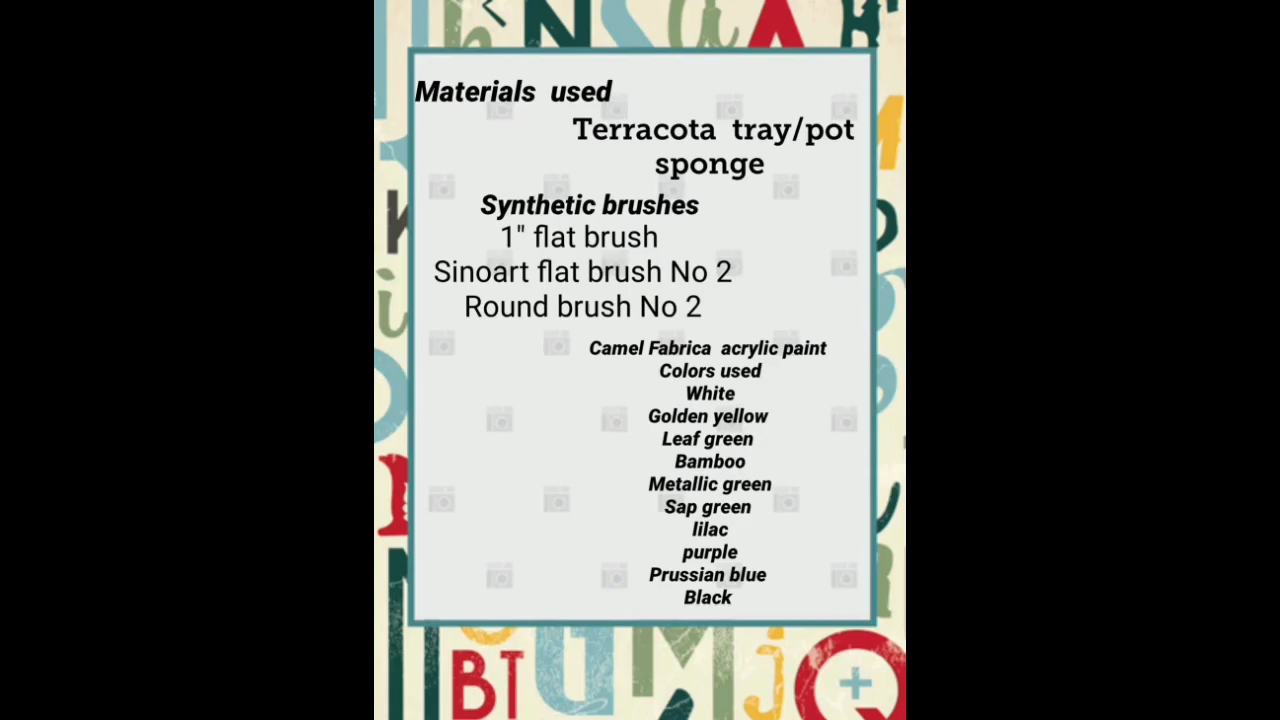 Materials used
Terracota tray/pot
sponge
Synthetic brushes
1" flat brush
Sinoart flat brush No 2
Round brush No 2
Camel Fabrica acrylic paint
Colors used
White
Golden yellow
Leaf green
Bamboo
Metallic green
Sap green
lilac
purple
Prussian blue
Black